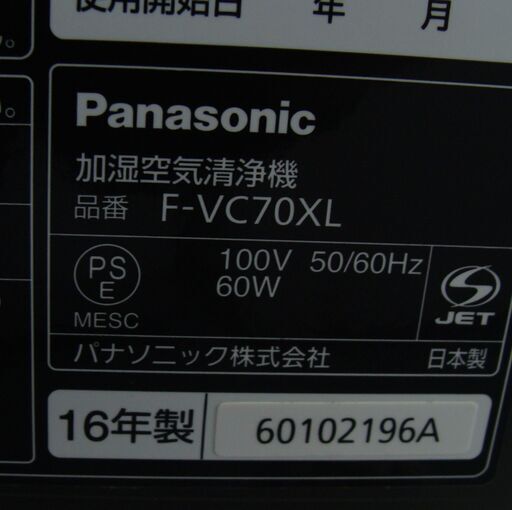 使用開始日 年 月
Panasonic
加湿空気清浄機
品番 F-VC70XL
PS
E
MESC
100V 50/60Hz
60W
S
JET
パナソニック株式会社 日本製
16年製 60102196A